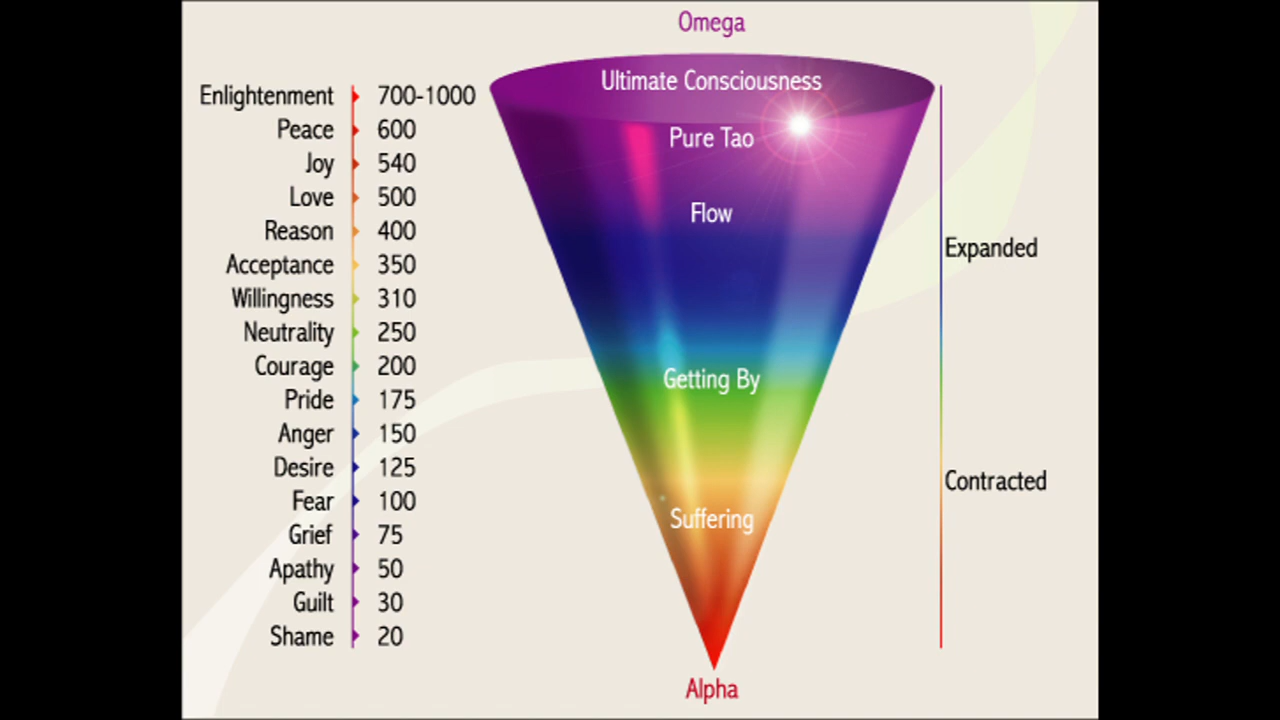 Omega
Ultimate Consciousness
Enlightenment 700-1000
Peace 600
Pure Tao
Joy 540
Love 500
Flow
Reason 400
Expanded
Acceptance 350
Willingness 310
Neutrality 250
Courage 200
Getting By
Pride 175
Anger 150
Desire 125
Contracted
Fear 100
Suffering
Grief 75
Apathy 50
Guilt 30
Shame 20
Alpha